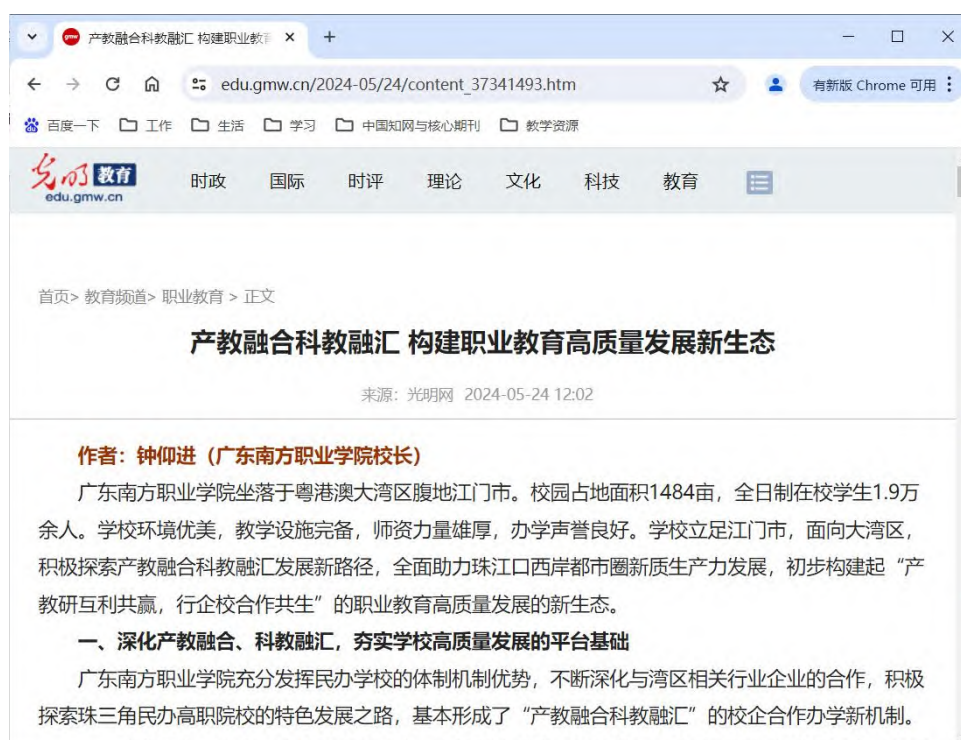 产教融合科教融汇 构建职业教育
edu.gmw.cn/2024-05/24/content_37341493.htm
有新版 Chrome 可用
百度一下 工作 生活 学习 中国知网与核心期刊 教学资源
光明 教育
edu.gmw.cn
时政 国际 时评 理论 文化 科技 教育
首页> 教育频道> 职业教育 > 正文
产教融合科教融汇 构建职业教育高质量发展新生态
来源：光明网 2024-05-24 12:02
作者：钟仰进（广东南方职业学院校长）
广东南方职业学院坐落于粤港澳大湾区腹地江门市。校园占地面积1484亩，全日制在校学生1.9万
余人。学校环境优美，教学设施完备，师资力量雄厚，办学声誉良好。学校立足江门市，面向大湾区，
积极探索产教融合科教融汇发展新路径，全面助力珠江口西岸都市圈新质生产力发展，初步构建起“产
教研互利共赢，行企校合作共生”的职业教育高质量发展的新生态。
一、深化产教融合、科教融汇，夯实学校高质量发展的平台基础
广东南方职业学院充分发挥民办学校的体制机制优势，不断深化与湾区相关行业企业的合作，积极
探索珠三角民办高职院校的特色发展之路，基本形成了“产教融合科教融汇”的校企合作办学新机制。